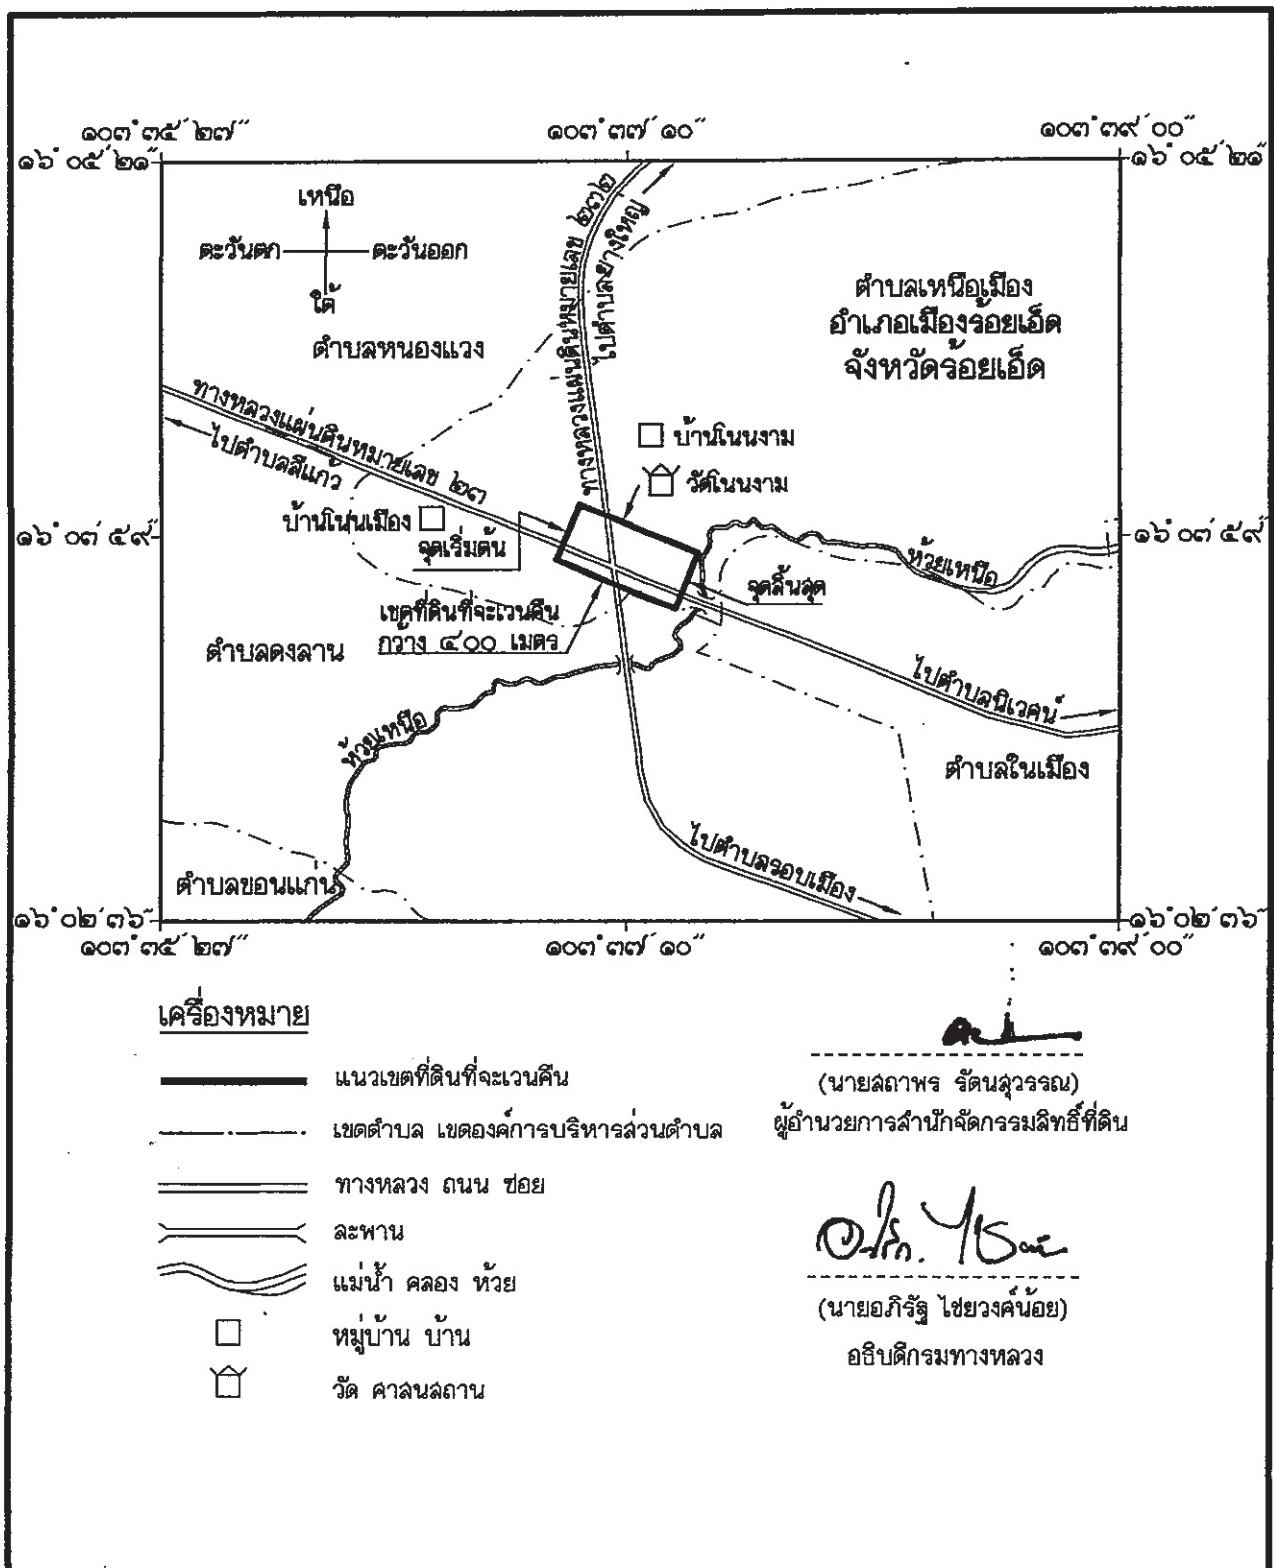 ๑๐๓° ๓๕´ ๒๗˝
๑๐๓° ๓๗´ ๑๐˝
๑๐๓° ๓๙´ ๐๐˝
๑๖° ๐๕´ ๒๑˝
๑๖° ๐๕´ ๒๑˝
เหนือ
ตะวันตก
ตะวันออก
ใต้
ตำบลหนองแวง
ทางหลวงแผ่นดินหมายเลข ๒๓๒
ไปตำบลยางใหญ่
ตำบลเหนือเมือง
อำเภอเมืองร้อยเอ็ด
จังหวัดร้อยเอ็ด
ทางหลวงแผ่นดินหมายเลข ๒๓
ไปตำบลสีแก้ว
ทางหลวงแผ่นดินหมายเลข
บ้านโนนงาม
วัดโนนงาม
บ้านโนนเมือง
จุดเริ่มต้น
๑๖° ๐๓´ ๕๙˝
๑๖° ๐๓´ ๕๙˝
ห้วยเหนือ
จุดสิ้นสุด
เขตที่ดินที่จะเวนคืน
กว้าง ๔๐๐ เมตร
ตำบลดงลาน
ไปตำบลนิเวศน์
ห้วยเหนือ
ตำบลในเมือง
ไปตำบลรอบเมือง
ตำบลขอนแก่น
๑๖° ๐๒´ ๓๖˝
๑๖° ๐๒´ ๓๖˝
๑๐๓° ๓๕´ ๒๗˝
๑๐๓° ๓๗´ ๑๐˝
๑๐๓° ๓๙´ ๐๐˝
เครื่องหมาย
แนวเขตที่ดินที่จะเวนคืน
เขตตำบล เขตองค์การบริหารส่วนตำบล
ทางหลวง ถนน ซอย
สะพาน
แม่น้ำ คลอง ห้วย
หมู่บ้าน บ้าน
วัด ศาสนสถาน
(นายสถาพร รัตนสุวรรณ)
ผู้อำนวยการสำนักจัดกรรมสิทธิ์ที่ดิน
(นายอภิรัฐ ไชยวงศ์น้อย)
อธิบดีกรมทางหลวง